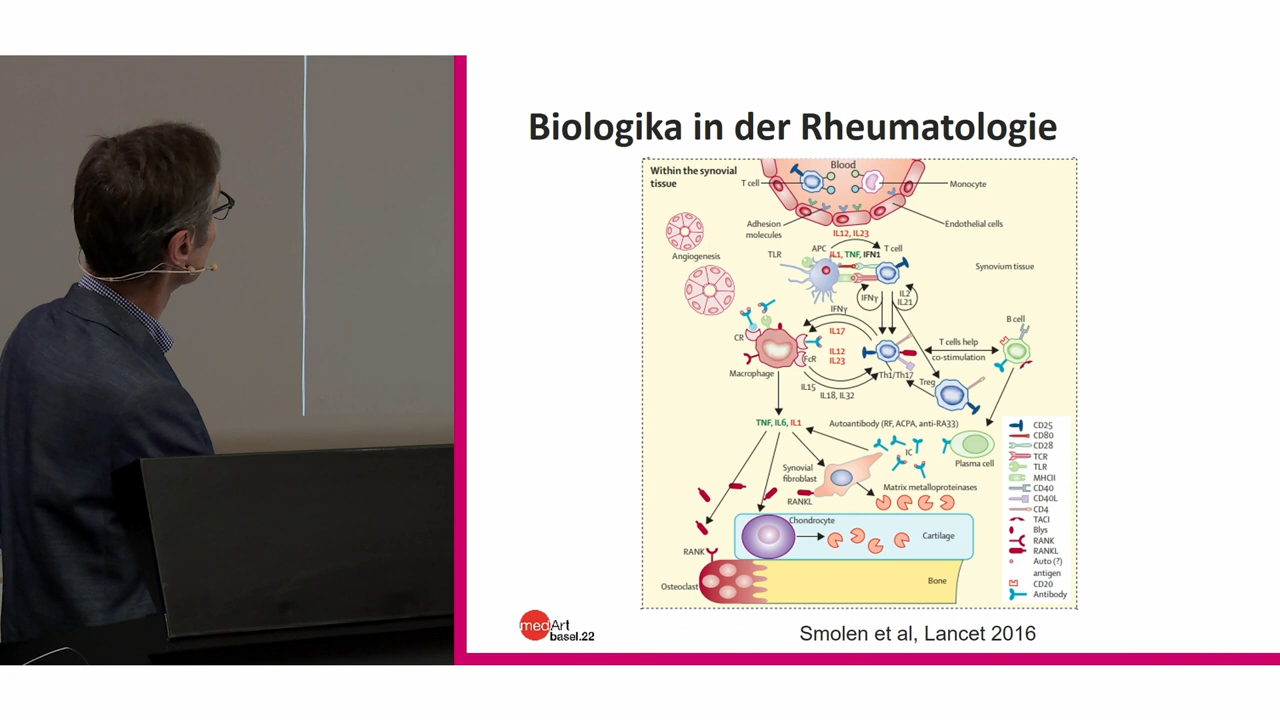 Biologika in der Rheumatologie
Within the synovial
tissue
Blood
T cell
Monocyte
Adhesion
molecules
Endothelial cells
IL12, IL23
Angiogenesis
TLR
APC
IL1, TNF, IFN1
T cell
Synovium tissue
IFNγ
IL2
IL21
IFNγ
IL17
CR
FcR
IL12
IL23
B cell
T cells help
co-stimulation
Macrophage
Th1/Th17
Treg
IL15
IL18, IL32
TNF, IL6, IL1
Autoantibody (RF, ACPA, anti-RA33)
IC
Plasma cell
Synovial
fibroblast
RANKL
Matrix metalloproteinases
Chondrocyte
Cartilage
RANK
Osteoclast
Bone
CD25
CD80
CD28
TCR
TLR
MHCII
CD40
CD40L
CD4
TACI
Blys
RANK
RANKL
Auto (?)
antigen
CD20
Antibody
medArt
basel.22
Smolen et al, Lancet 2016